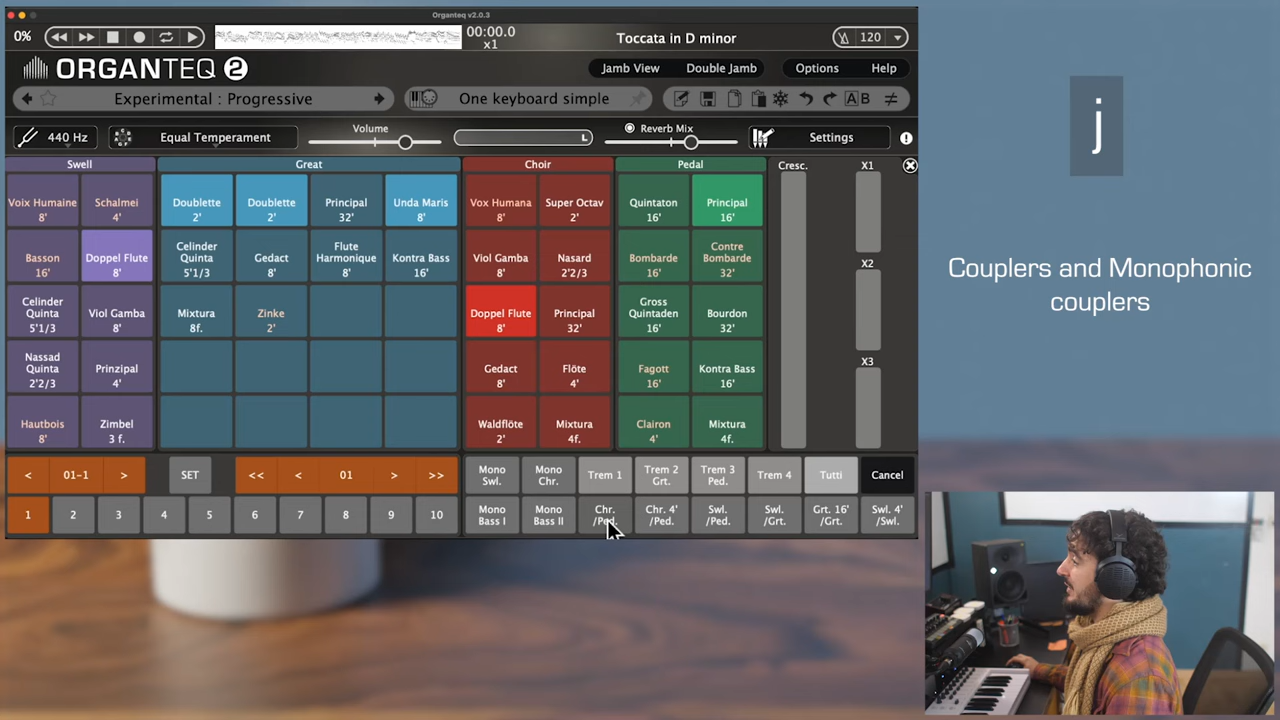 Organteq v2.0.3
0% 00:00.0 Toccata in D minor 120
x1
ORGANTEQ 2 Jamb View Double Jamb Options Help
Experimental : Progressive One keyboard simple A B ≠
440 Hz Equal Temperament Volume L Reverb Mix Settings
Swell Great Choir Pedal Cresc. X1
Voix Humaine 8' Schalmei 4' Doublette 2' Doublette 2' Principal 32' Unda Maris 8' Vox Humana 8' Super Octav 2' Quintaton 16' Principal 16'
Basson 16' Doppel Flute 8' Celinder Quinta 5'1/3 Gedact 8' Flute Harmonique 8' Kontra Bass 16' Viol Gamba 8' Nasard 2'2/3 Bombarde 16' Contre Bombarde 32' X2
Celinder Quinta 5'1/3 Viol Gamba 8' Mixtura 8f. Zinke 2' Doppel Flute 8' Principal 32' Gross Quintaden 16' Bourdon 32'
Nassad Quinta 2'2/3 Prinzipal 4' Gedact 8' Flöte 4' Fagott 16' Kontra Bass 16' X3
Hautbois 8' Zimbel 3 f. Waldflöte 2' Mixtura 4f. Clairon 4' Mixtura 4f.
< 01-1 > SET << < 01 > >> Mono Swl. Mono Chr. Trem 1 Trem 2 Grt. Trem 3 Ped. Trem 4 Tutti Cancel
1 2 3 4 5 6 7 8 9 10 Mono Bass I Mono Bass II Chr. /Ped. Chr. 4' /Ped. Swl. /Ped. Swl. /Grt. Grt. 16' /Grt. Swl. 4' /Swl.
j
Couplers and Monophonic
couplers